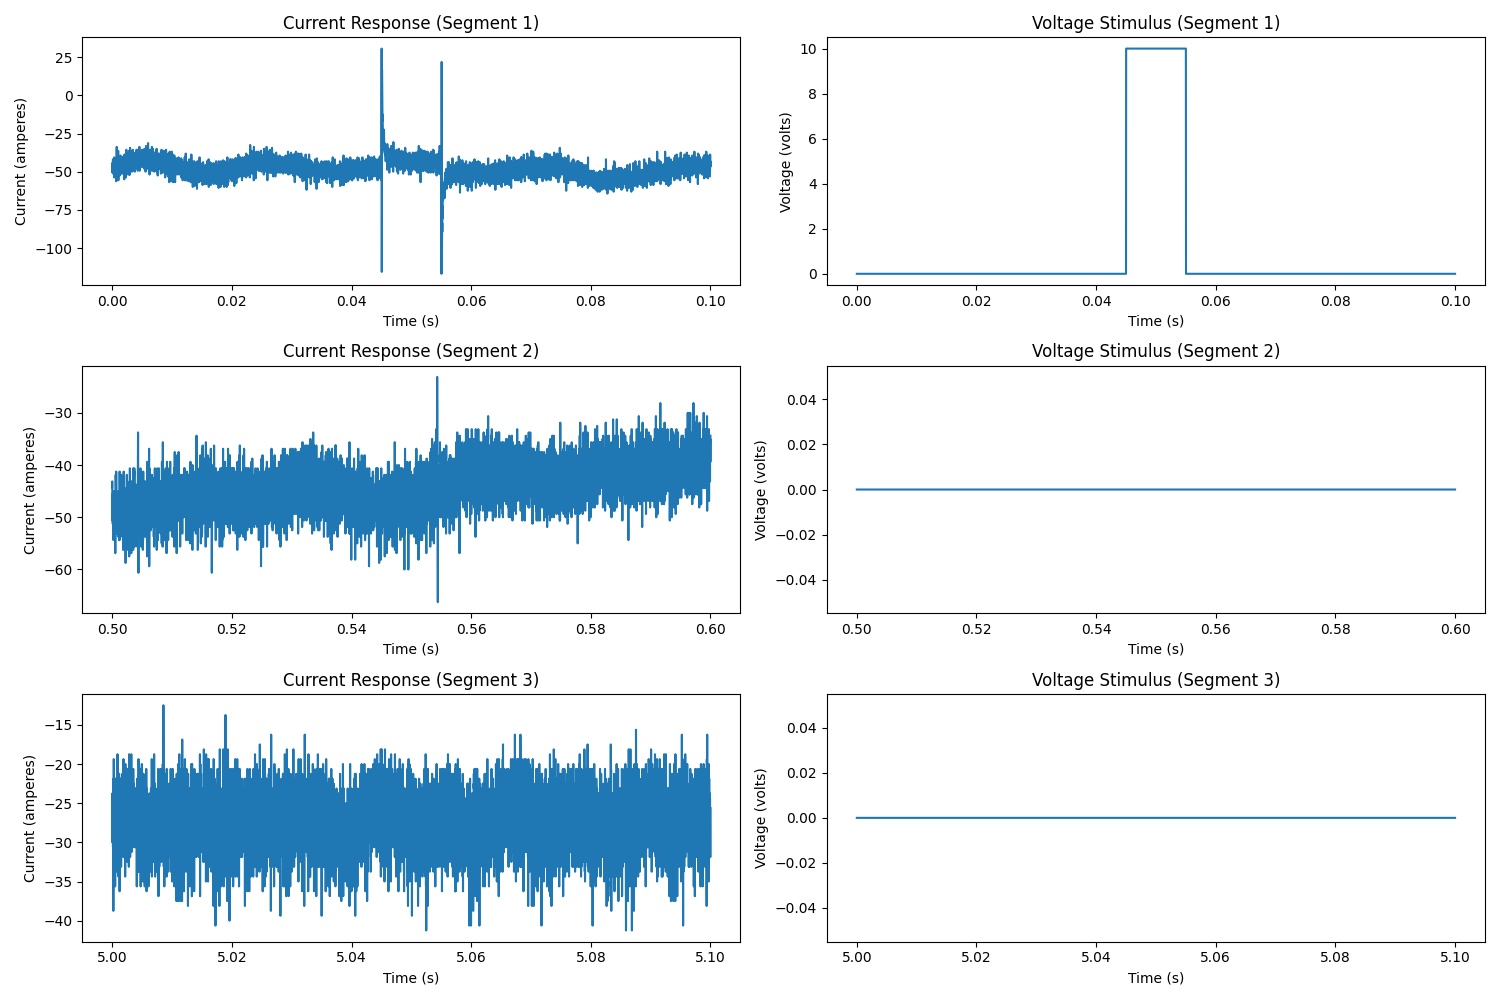 Current Response (Segment 1)
Current (amperes)
25
0
−25
−50
−75
−100
0.00 0.02 0.04 0.06 0.08 0.10
Time (s)
Voltage Stimulus (Segment 1)
Voltage (volts)
10
8
6
4
2
0
0.00 0.02 0.04 0.06 0.08 0.10
Time (s)
Current Response (Segment 2)
Current (amperes)
−30
−40
−50
−60
0.50 0.52 0.54 0.56 0.58 0.60
Time (s)
Voltage Stimulus (Segment 2)
Voltage (volts)
0.04
0.02
0.00
−0.02
−0.04
0.50 0.52 0.54 0.56 0.58 0.60
Time (s)
Current Response (Segment 3)
Current (amperes)
−15
−20
−25
−30
−35
−40
5.00 5.02 5.04 5.06 5.08 5.10
Time (s)
Voltage Stimulus (Segment 3)
Voltage (volts)
0.04
0.02
0.00
−0.02
−0.04
5.00 5.02 5.04 5.06 5.08 5.10
Time (s)